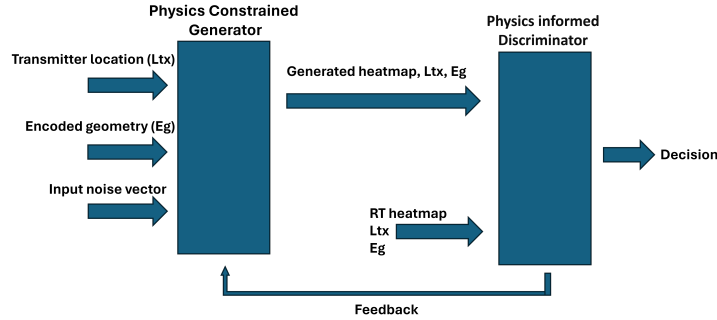 Physics Constrained
Generator
Physics informed
Discriminator
Transmitter location (Ltx)
Generated heatmap, Ltx, Eg
Encoded geometry (Eg)
Decision
Input noise vector
RT heatmap
Ltx
Eg
Feedback